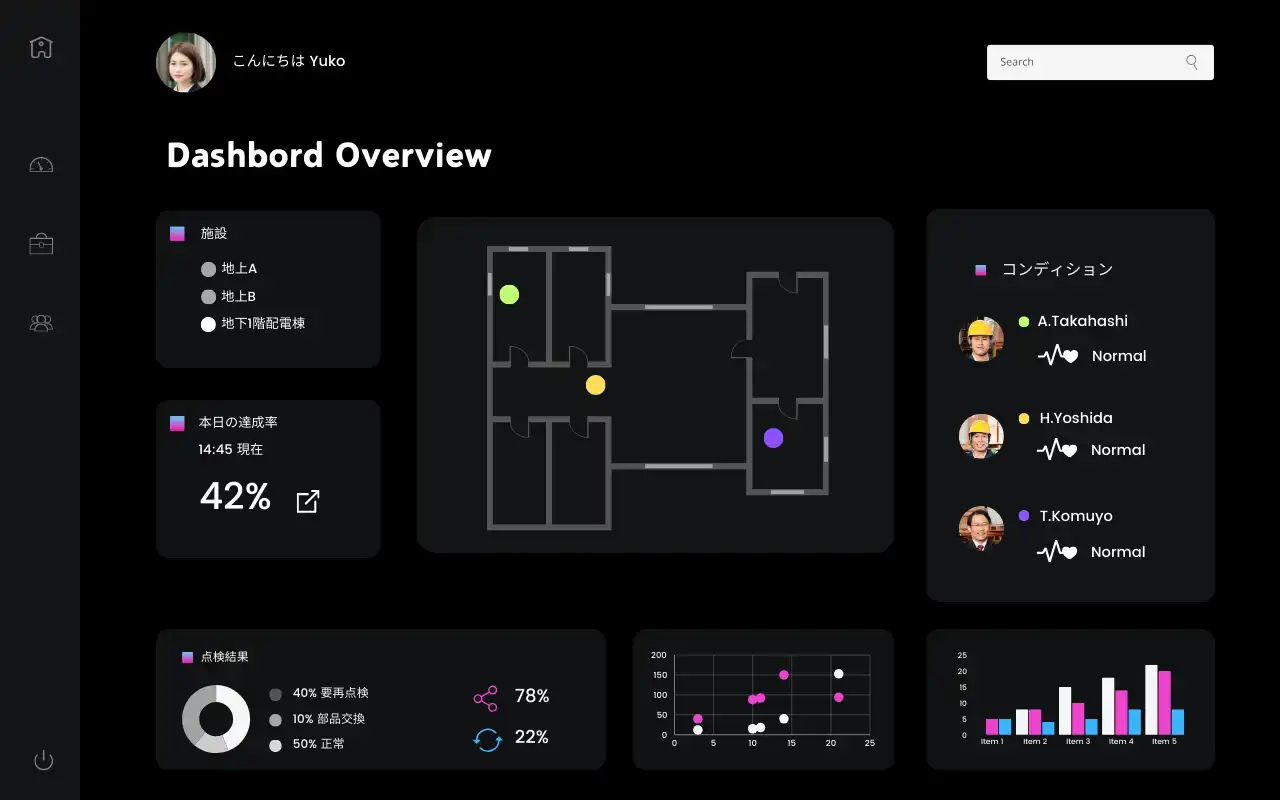 こんにちは Yuko
Search
Dashbord Overview
施設
地上A
地上B
地下1階配電棟
本日の達成率
14:45 現在
42%
コンディション
A.Takahashi
Normal
H.Yoshida
Normal
T.Komuyo
Normal
点検結果
40% 要再点検
10% 部品交換
50% 正常
78%
22%
200
150
100
50
0
0 5 10 15 20 25
25
20
15
10
5
0
Item 1 Item 2 Item 3 Item 4 Item 5